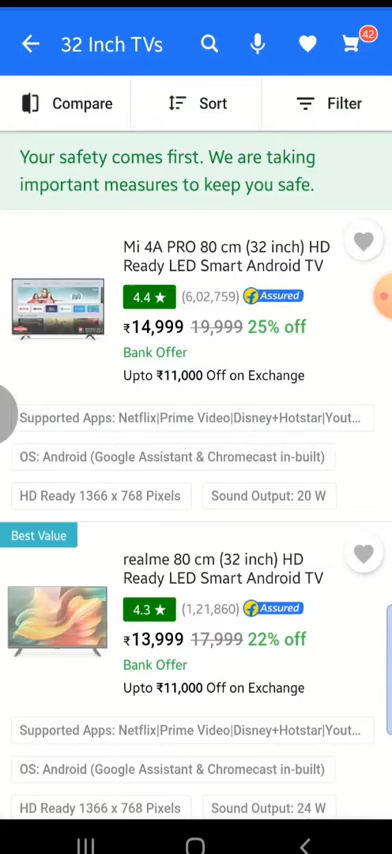 32 Inch TVs
42
Compare
Sort
Filter
Your safety comes first. We are taking
important measures to keep you safe.
Mi 4A PRO 80 cm (32 inch) HD
Ready LED Smart Android TV
4.4 ★ (6,02,759) Assured
₹14,999 19,999 25% off
Bank Offer
Upto ₹11,000 Off on Exchange
Supported Apps: Netflix|Prime Video|Disney+Hotstar|Yout...
OS: Android (Google Assistant & Chromecast in-built)
HD Ready 1366 x 768 Pixels
Sound Output: 20 W
Best Value
realme 80 cm (32 inch) HD
Ready LED Smart Android TV
4.3 ★ (1,21,860) Assured
₹13,999 17,999 22% off
Bank Offer
Upto ₹11,000 Off on Exchange
Supported Apps: Netflix|Prime Video|Disney+Hotstar|Yout...
OS: Android (Google Assistant & Chromecast in-built)
HD Ready 1366 x 768 Pixels
Sound Output: 24 W